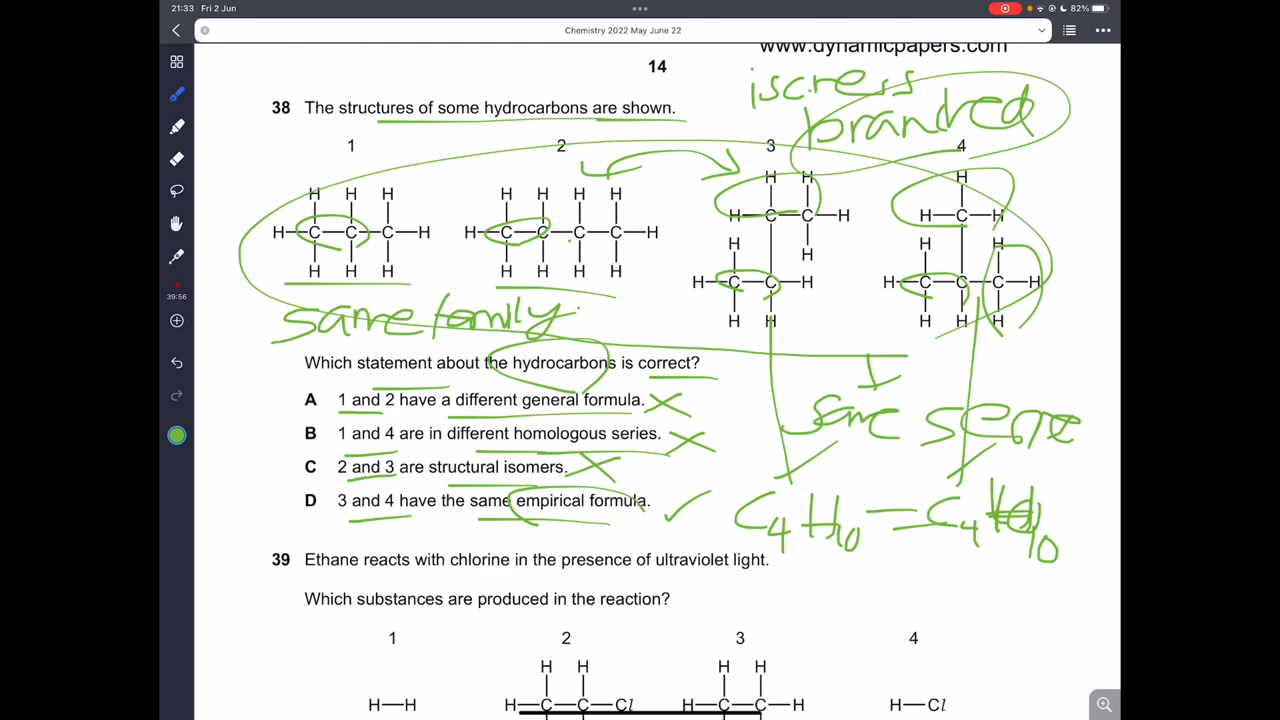 21:33 Fri 2 Jun
•••
82%
Chemistry 2022 May June 22
www.dynamicpapers.com
14
branched
38 The structures of some hydrocarbons are shown.
1 2 3 4
H H H
H C C C H
H H H
H H H H
H C C C C H
H H H H
H H
H C C H
H H
H C C H
H H
H
H C H
H H
H C C C H
H H H
same family
Which statement about the hydrocarbons is correct?
A 1 and 2 have a different general formula.
B 1 and 4 are in different homologous series.
C 2 and 3 are structural isomers.
D 3 and 4 have the same empirical formula.
same
C4H10 = C4H10
39:56
39 Ethane reacts with chlorine in the presence of ultraviolet light.
Which substances are produced in the reaction?
1 2 3 4
H H H H
H—H H C C Cl H C C H H—Cl